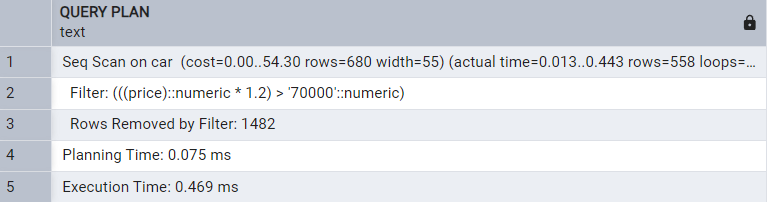 QUERY PLAN
text
1 Seq Scan on car (cost=0.00..54.30 rows=680 width=55) (actual time=0.013..0.443 rows=558 loops=…
2 Filter: (((price)::numeric * 1.2) > '70000'::numeric)
3 Rows Removed by Filter: 1482
4 Planning Time: 0.075 ms
5 Execution Time: 0.469 ms